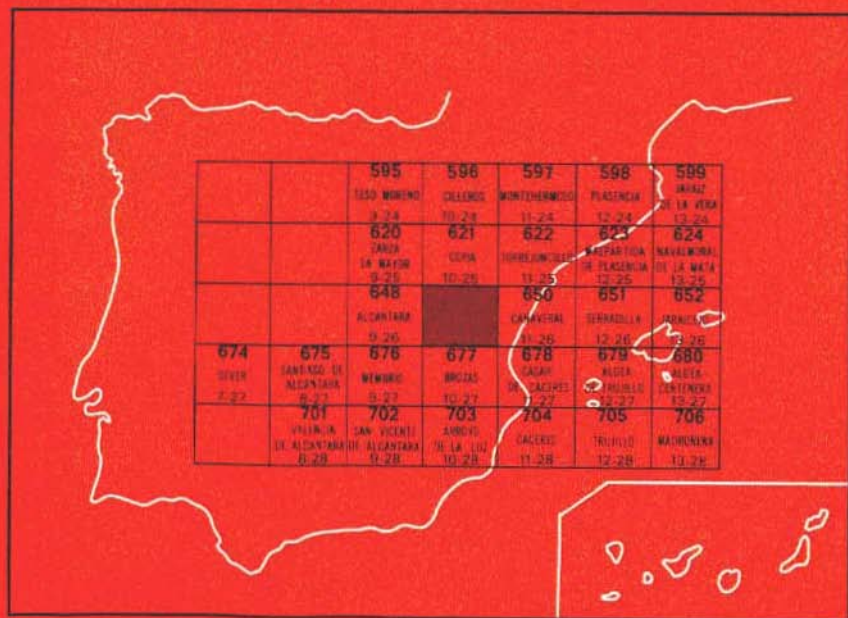 595 596 597 598 599
TESO MORENO CILLEROS MONTEHERMOSO PLASENCIA JARAIZ DE LA VERA
9-24 10-24 11-24 12-24 13-24
620 621 622 623 624
ZARZA LA MAYOR CORIA TORREJONCILLO MALPARTIDA DE PLASENCIA NAVALMORAL DE LA MATA
9-25 10-25 11-25 12-25 13-25
648 650 651 652
ALCANTARA CAÑAVERAL SERRADILLA JARAICEJO
9-26 11-26 12-26 13-26
674 675 676 677 678 679 680
SEVER SANTIAGO DE ALCANTARA MEMBRIO BROZAS CASAR DE CACERES ALDEA DE TRUJILLO ALDEA CENTENERA
7-27 8-27 9-27 10-27 11-27 12-27 13-27
701 702 703 704 705 706
VALENCIA DE ALCANTARA SAN VICENTE DE ALCANTARA ARROYO DE LA LUZ CACERES TRUJILLO MADROÑERA
8-28 9-28 10-28 11-28 12-28 13-28